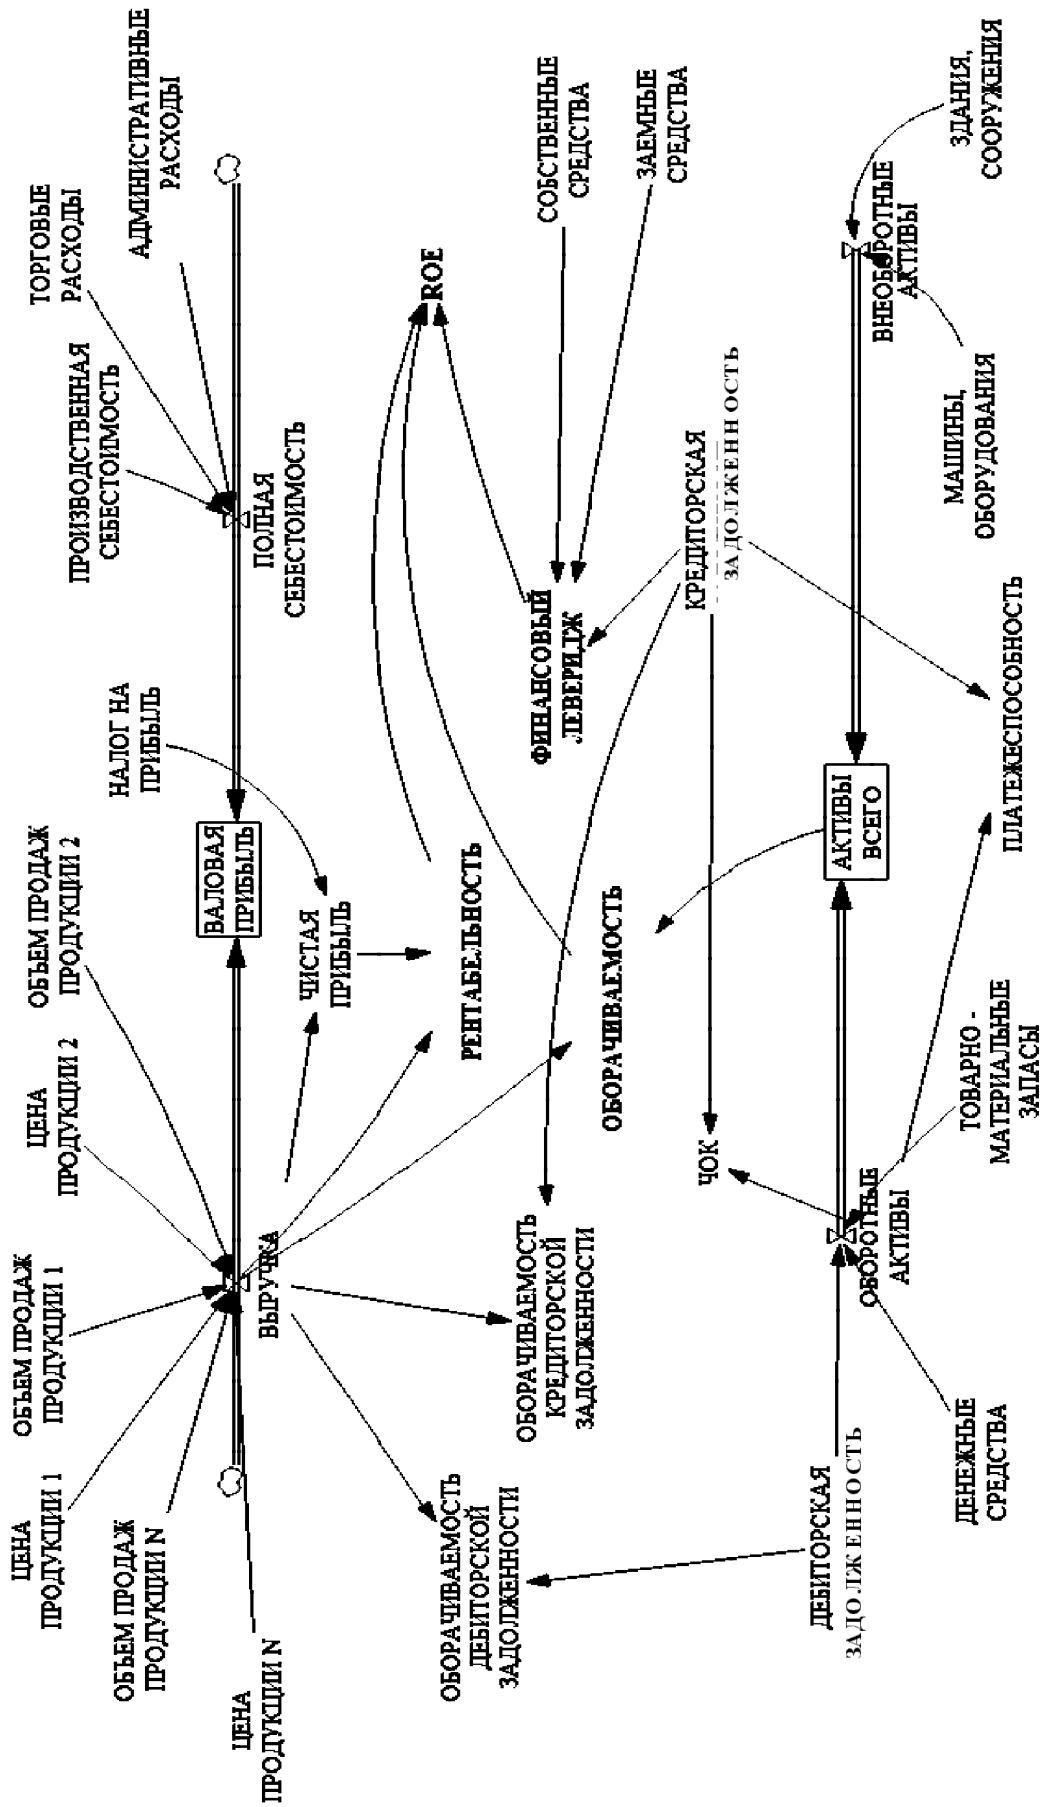 ЦЕНА
ПРОДУКЦИИ 1
ОБЪЕМ ПРОДАЖ
ПРОДУКЦИИ 1
ЦЕНА
ПРОДУКЦИИ 2
ОБЪЕМ ПРОДАЖ
ПРОДУКЦИИ 2
ОБЪЕМ ПРОДАЖ
ПРОДУКЦИИ N
ЦЕНА
ПРОДУКЦИИ N
НАЛОГ НА
ПРИБЫЛЬ
ПРОИЗВОДСТВЕННАЯ
СЕБЕСТОИМОСТЬ
ТОРГОВЫЕ
РАСХОДЫ
АДМИНИСТРАТИВНЫЕ
РАСХОДЫ
ВЫРУЧКА
ВАЛОВАЯ
ПРИБЫЛЬ
ПОЛНАЯ
СЕБЕСТОИМОСТЬ
ЧИСТАЯ
ПРИБЫЛЬ
ОБОРАЧИВАЕМОСТЬ
ДЕБИТОРСКОЙ
ЗАДОЛЖЕННОСТИ
ОБОРАЧИВАЕМОСТЬ
КРЕДИТОРСКОЙ
ЗАДОЛЖЕННОСТИ
РЕНТАБЕЛЬНОСТЬ
ROE
ФИНАНСОВЫЙ
ЛЕВЕРИДЖ
СОБСТВЕННЫЕ
СРЕДСТВА
ЗАЕМНЫЕ
СРЕДСТВА
ОБОРАЧИВАЕМОСТЬ
ЧОК
КРЕДИТОРСКАЯ
ЗАДОЛЖЕННОСТЬ
ДЕБИТОРСКАЯ
ЗАДОЛЖЕННОСТЬ
ОБОРОТНЫЕ
АКТИВЫ
АКТИВЫ
ВСЕГО
ВНЕОБОРОТНЫЕ
АКТИВЫ
ДЕНЕЖНЫЕ
СРЕДСТВА
ТОВАРНО -
МАТЕРИАЛЬНЫЕ
ЗАПАСЫ
ПЛАТЕЖЕСПОСОБНОСТЬ
МАШИНЫ,
ОБОРУДОВАНИЯ
ЗДАНИЯ,
СООРУЖЕНИЯ